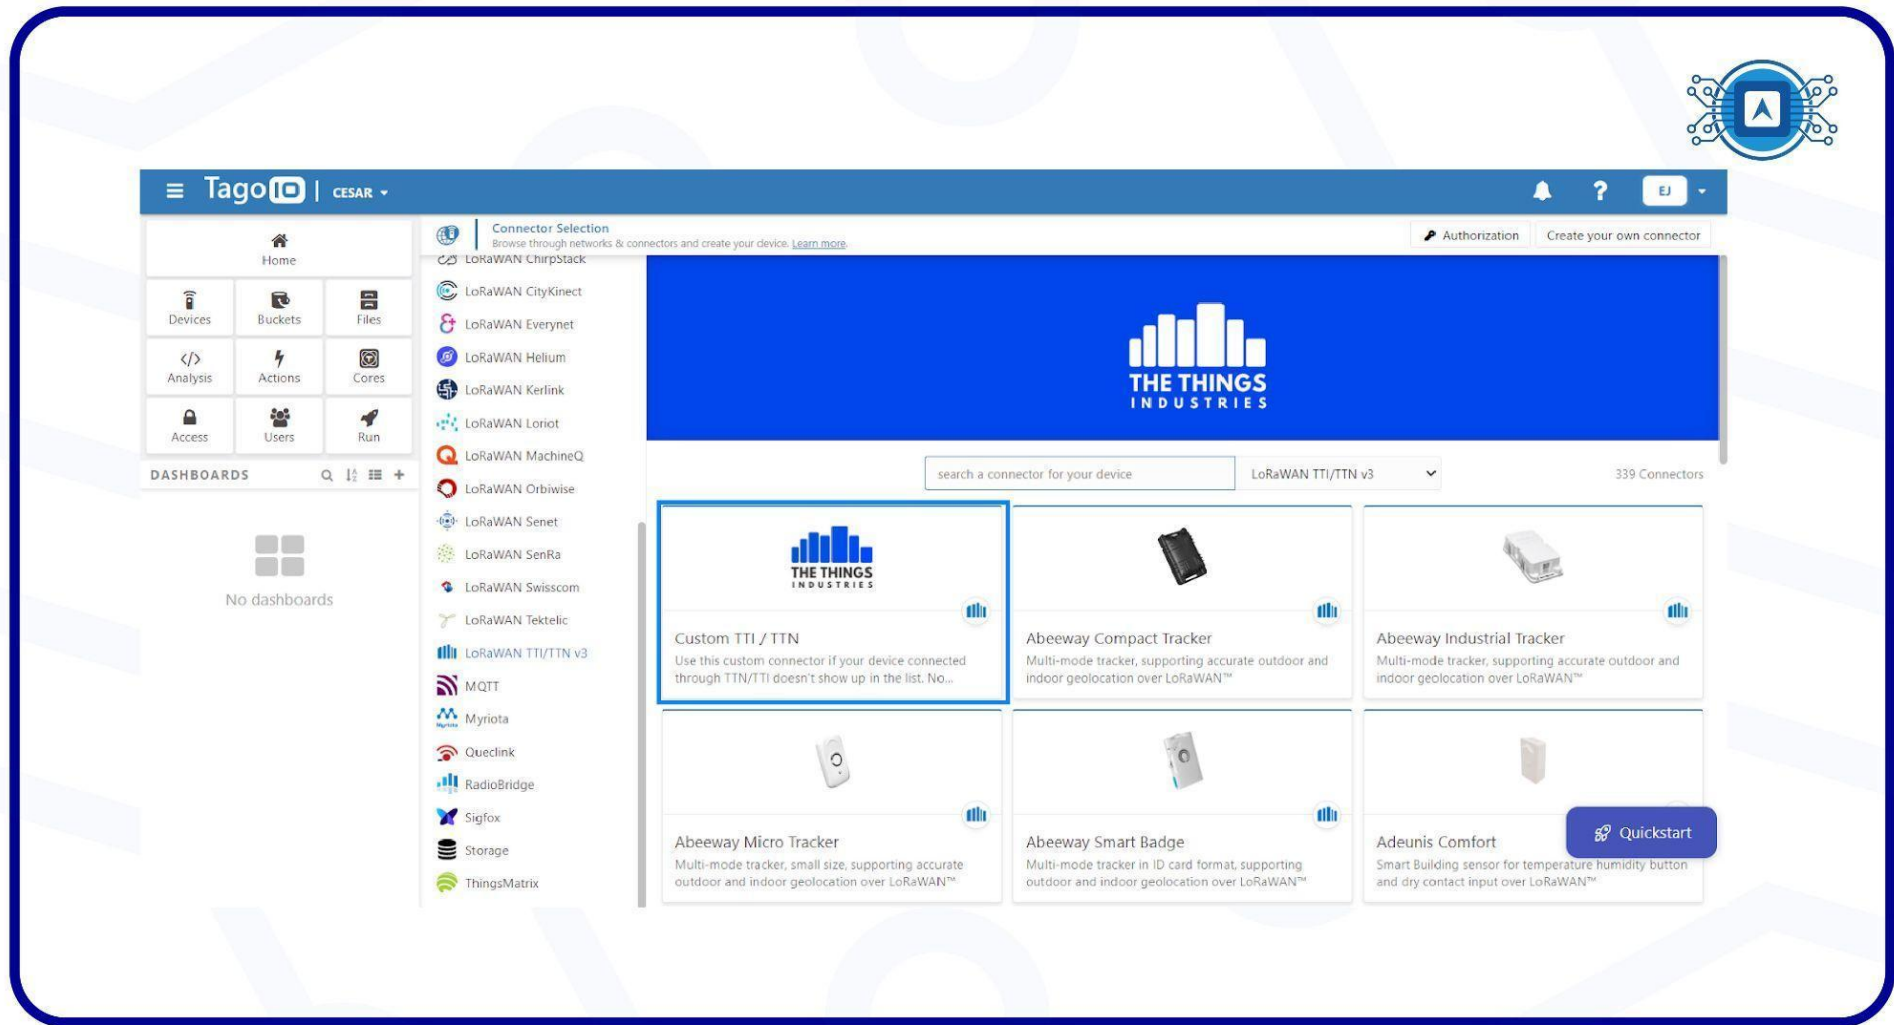 TagoIO | CESAR
?
EJ
Home
Devices
Buckets
Files
</>
Analysis
Actions
Cores
Access
Users
Run
DASHBOARDS
No dashboards
Connector Selection
Browse through networks & connectors and create your device. Learn more.
Authorization
Create your own connector
LoRaWAN ChirpStack
LoRaWAN CityKinect
LoRaWAN Everynet
LoRaWAN Helium
LoRaWAN Kerlink
LoRaWAN Loriot
LoRaWAN MachineQ
LoRaWAN Orbiwise
LoRaWAN Senet
LoRaWAN SenRa
LoRaWAN Swisscom
LoRaWAN Tektelic
LoRaWAN TTI/TTN v3
MQTT
Myriota
Queclink
RadioBridge
Sigfox
Storage
ThingsMatrix
THE THINGS
INDUSTRIES
search a connector for your device
LoRaWAN TTI/TTN v3
339 Connectors
THE THINGS
INDUSTRIES
Custom TTI / TTN
Use this custom connector if your device connected
through TTN/TTI doesn't show up in the list. No...
Abeeway Compact Tracker
Multi-mode tracker, supporting accurate outdoor and
indoor geolocation over LoRaWAN™
Abeeway Industrial Tracker
Multi-mode tracker, supporting accurate outdoor and
indoor geolocation over LoRaWAN™
Abeeway Micro Tracker
Multi-mode tracker, small size, supporting accurate
outdoor and indoor geolocation over LoRaWAN™
Abeeway Smart Badge
Multi-mode tracker in ID card format, supporting
outdoor and indoor geolocation over LoRaWAN™
Adeunis Comfort
Smart Building sensor for temperature humidity button
and dry contact input over LoRaWAN™
Quickstart